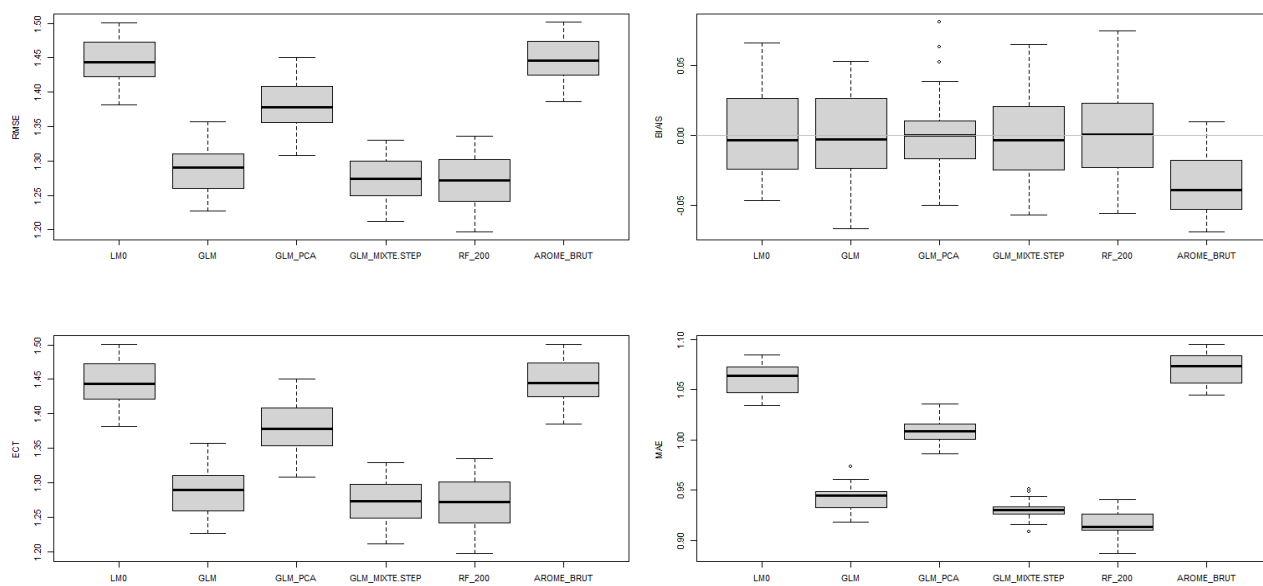 RMSE
1.20 1.25 1.30 1.35 1.40 1.45 1.50
LM0 GLM GLM_PCA GLM_MIXTE.STEP RF_200 AROME_BRUT
BIAIS
-0.05 0.00 0.05
LM0 GLM GLM_PCA GLM_MIXTE.STEP RF_200 AROME_BRUT
ECT
1.20 1.25 1.30 1.35 1.40 1.45 1.50
LM0 GLM GLM_PCA GLM_MIXTE.STEP RF_200 AROME_BRUT
MAE
0.90 0.95 1.00 1.05 1.10
LM0 GLM GLM_PCA GLM_MIXTE.STEP RF_200 AROME_BRUT